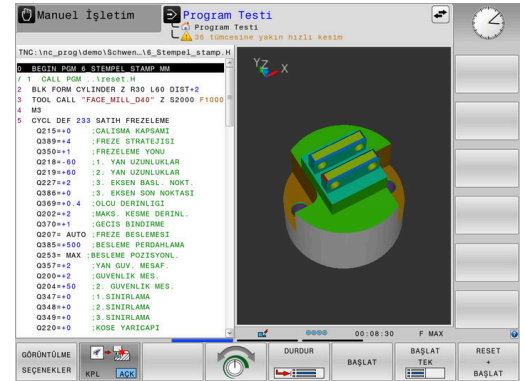 Manuel İşletim
Program Testi
Program Testi
36 tümcesine yakın hizli kesim
TNC:\nc_prog\demo\Schwen…\6_Stempel_stamp.H
0 BEGIN PGM 6_STEMPEL_STAMP MM
/ 1 CALL PGM ..\reset.H
2 BLK FORM CYLINDER Z R30 L60 DIST+2
3 TOOL CALL "FACE_MILL_D40" Z S2000 F1000
4 M3
5 CYCL DEF 233 SATIH FREZELEME
Q215=+0 ;CALISMA KAPSAMI
Q389=+4 ;FREZE STRATEJISI
Q350=+1 ;FREZELEME YONU
Q218=-60 ;1. YAN UZUNLUKLAR
Q219=+60 ;2. YAN UZUNLUKLAR
Q227=+2 ;3. EKSEN BASL. NOKT.
Q386=+0 ;3. EKSEN SON NOKTASI
Q369=+0.4 ;OLCU DERINLIGI
Q202=+2 ;MAKS. KESME DERINL.
Q370=+1 ;GECIS BINDIRME
Q207= AUTO ;FREZE BESLEMESI
Q385=+500 ;BESLEME PERDAHLAMA
Q253= MAX ;BESLEME POZISYONL.
Q357=+2 ;YAN GUV. MESAF.
Q200=+2 ;GUVENLIK MES.
Q204=+50 ;2. GUVENLIK MES.
Q347=+0 ;1.SINIRLAMA
Q348=+0 ;2.SINIRLAMA
Q349=+0 ;3.SINIRLAMA
Q220=+0 ;KOSE YARICAPI
Y Z X
00:08:30 F MAX
GÖRÜNTÜLME
SEÇENEKLER
KPL AÇK
DURDUR
BAŞLAT
BAŞLAT
TEK
RESET
+
BAŞLAT